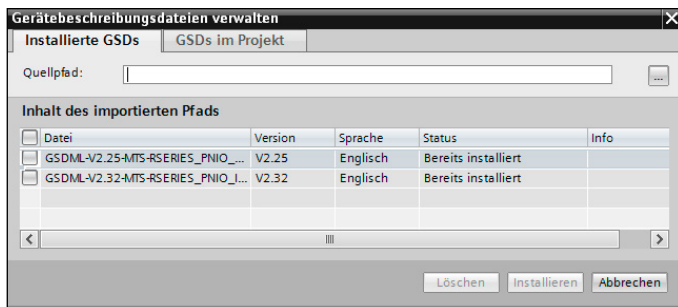 Gerätebeschreibungsdateien verwalten
Installierte GSDs GSDs im Projekt
Quellpfad:
...
Inhalt des importierten Pfads
Datei Version Sprache Status Info
GSDML-V2.25-MTS-RSERIES_PNIO_... V2.25 Englisch Bereits installiert
GSDML-V2.32-MTS-RSERIES_PNIO_I... V2.32 Englisch Bereits installiert
Löschen Installieren Abbrechen